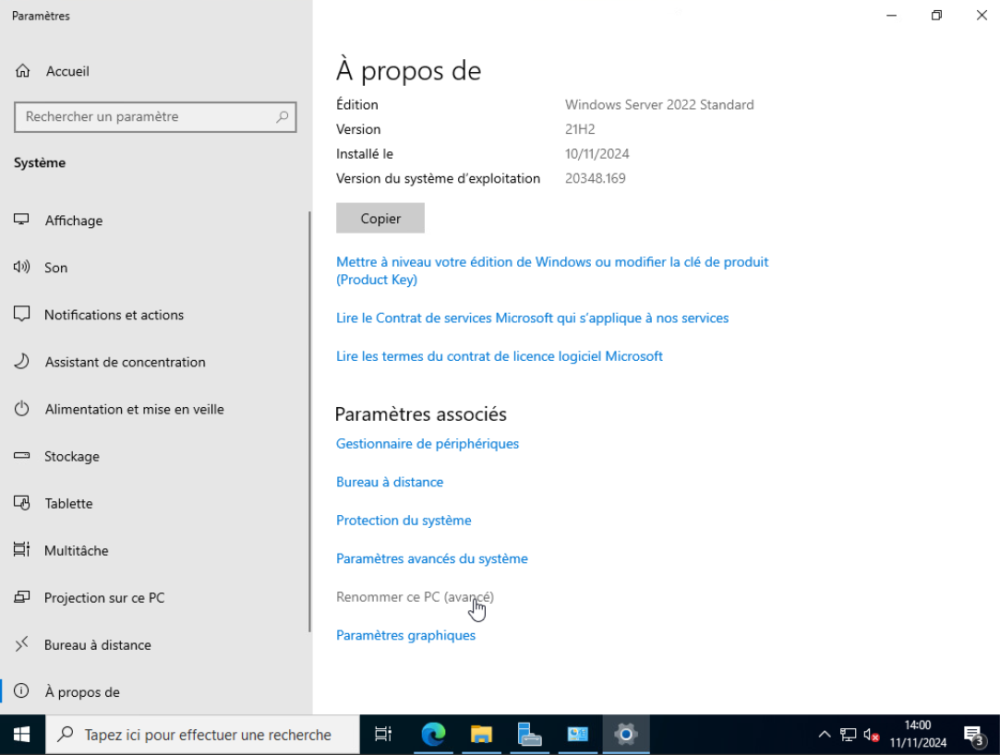 Paramètres
Accueil
Rechercher un paramètre
Système
Affichage
Son
Notifications et actions
Assistant de concentration
Alimentation et mise en veille
Stockage
Tablette
Multitâche
Projection sur ce PC
Bureau à distance
À propos de
À propos de
Édition Windows Server 2022 Standard
Version 21H2
Installé le 10/11/2024
Version du système d'exploitation 20348.169
Copier
Mettre à niveau votre édition de Windows ou modifier la clé de produit
(Product Key)
Lire le Contrat de services Microsoft qui s'applique à nos services
Lire les termes du contrat de licence logiciel Microsoft
Paramètres associés
Gestionnaire de périphériques
Bureau à distance
Protection du système
Paramètres avancés du système
Renommer ce PC (avancé)
Paramètres graphiques
Tapez ici pour effectuer une recherche
14:00
11/11/2024
3